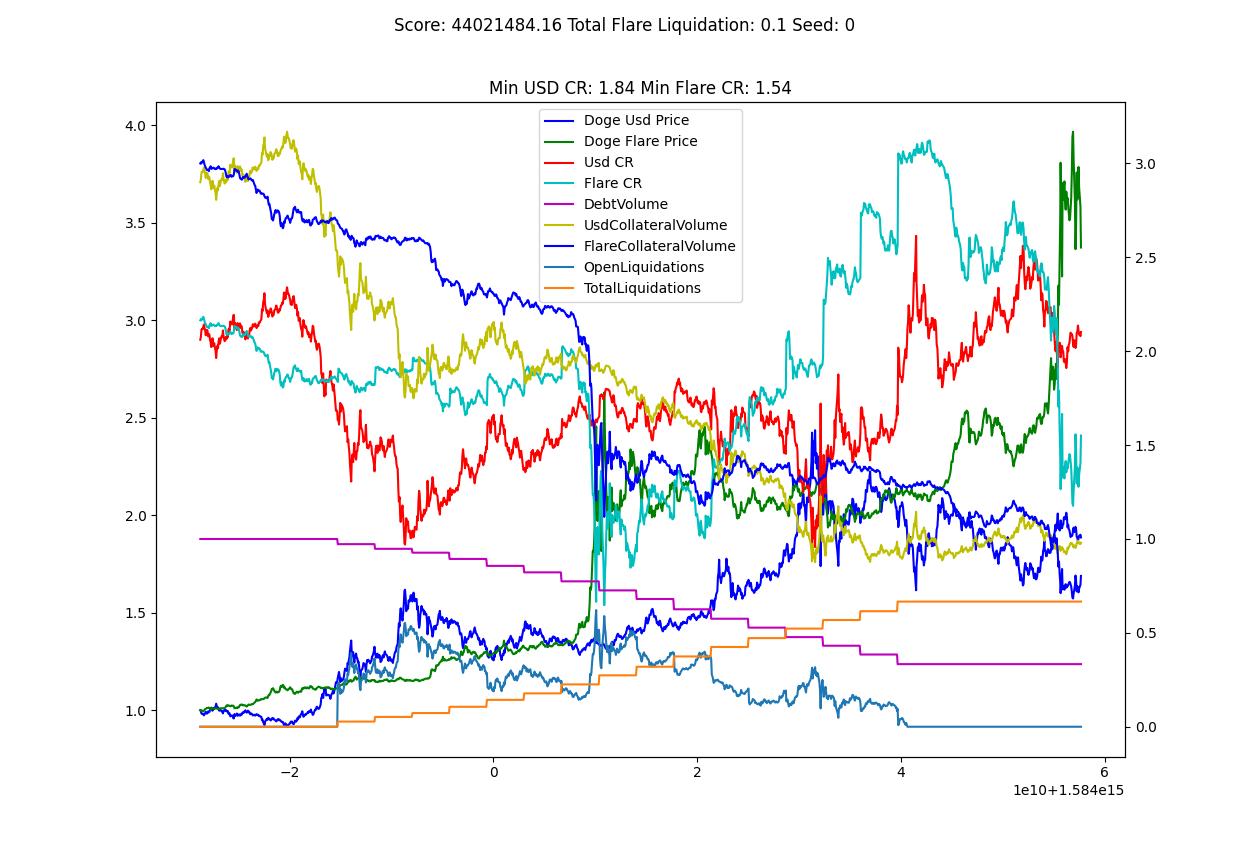 Score: 44021484.16 Total Flare Liquidation: 0.1 Seed: 0
Min USD CR: 1.84 Min Flare CR: 1.54
Doge Usd Price
Doge Flare Price
Usd CR
Flare CR
DebtVolume
UsdCollateralVolume
FlareCollateralVolume
OpenLiquidations
TotalLiquidations
4.0
3.5
3.0
2.5
2.0
1.5
1.0
3.0
2.5
2.0
1.5
1.0
0.5
0.0
−2 0 2 4 6
1e10+1.584e15